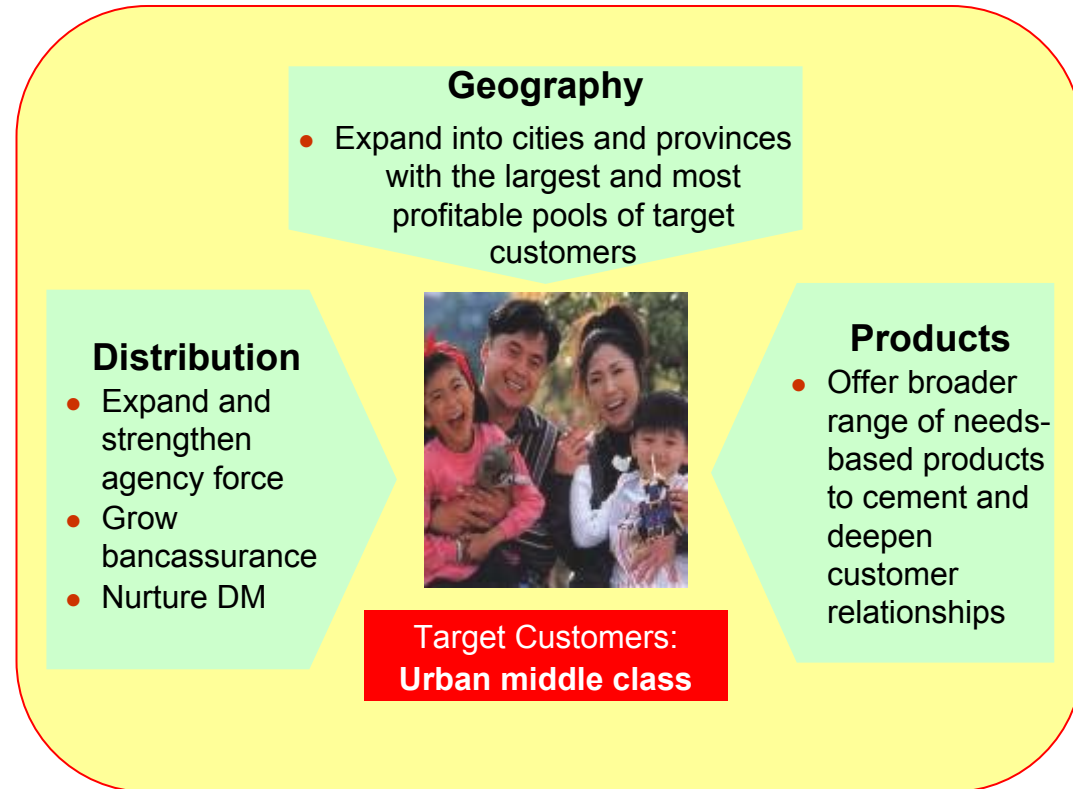 Geography
● Expand into cities and provinces
with the largest and most
profitable pools of target
customers
Distribution
● Expand and
strengthen
agency force
● Grow
bancassurance
● Nurture DM
Products
● Offer broader
range of needs-
based products
to cement and
deepen
customer
relationships
Target Customers:
Urban middle class